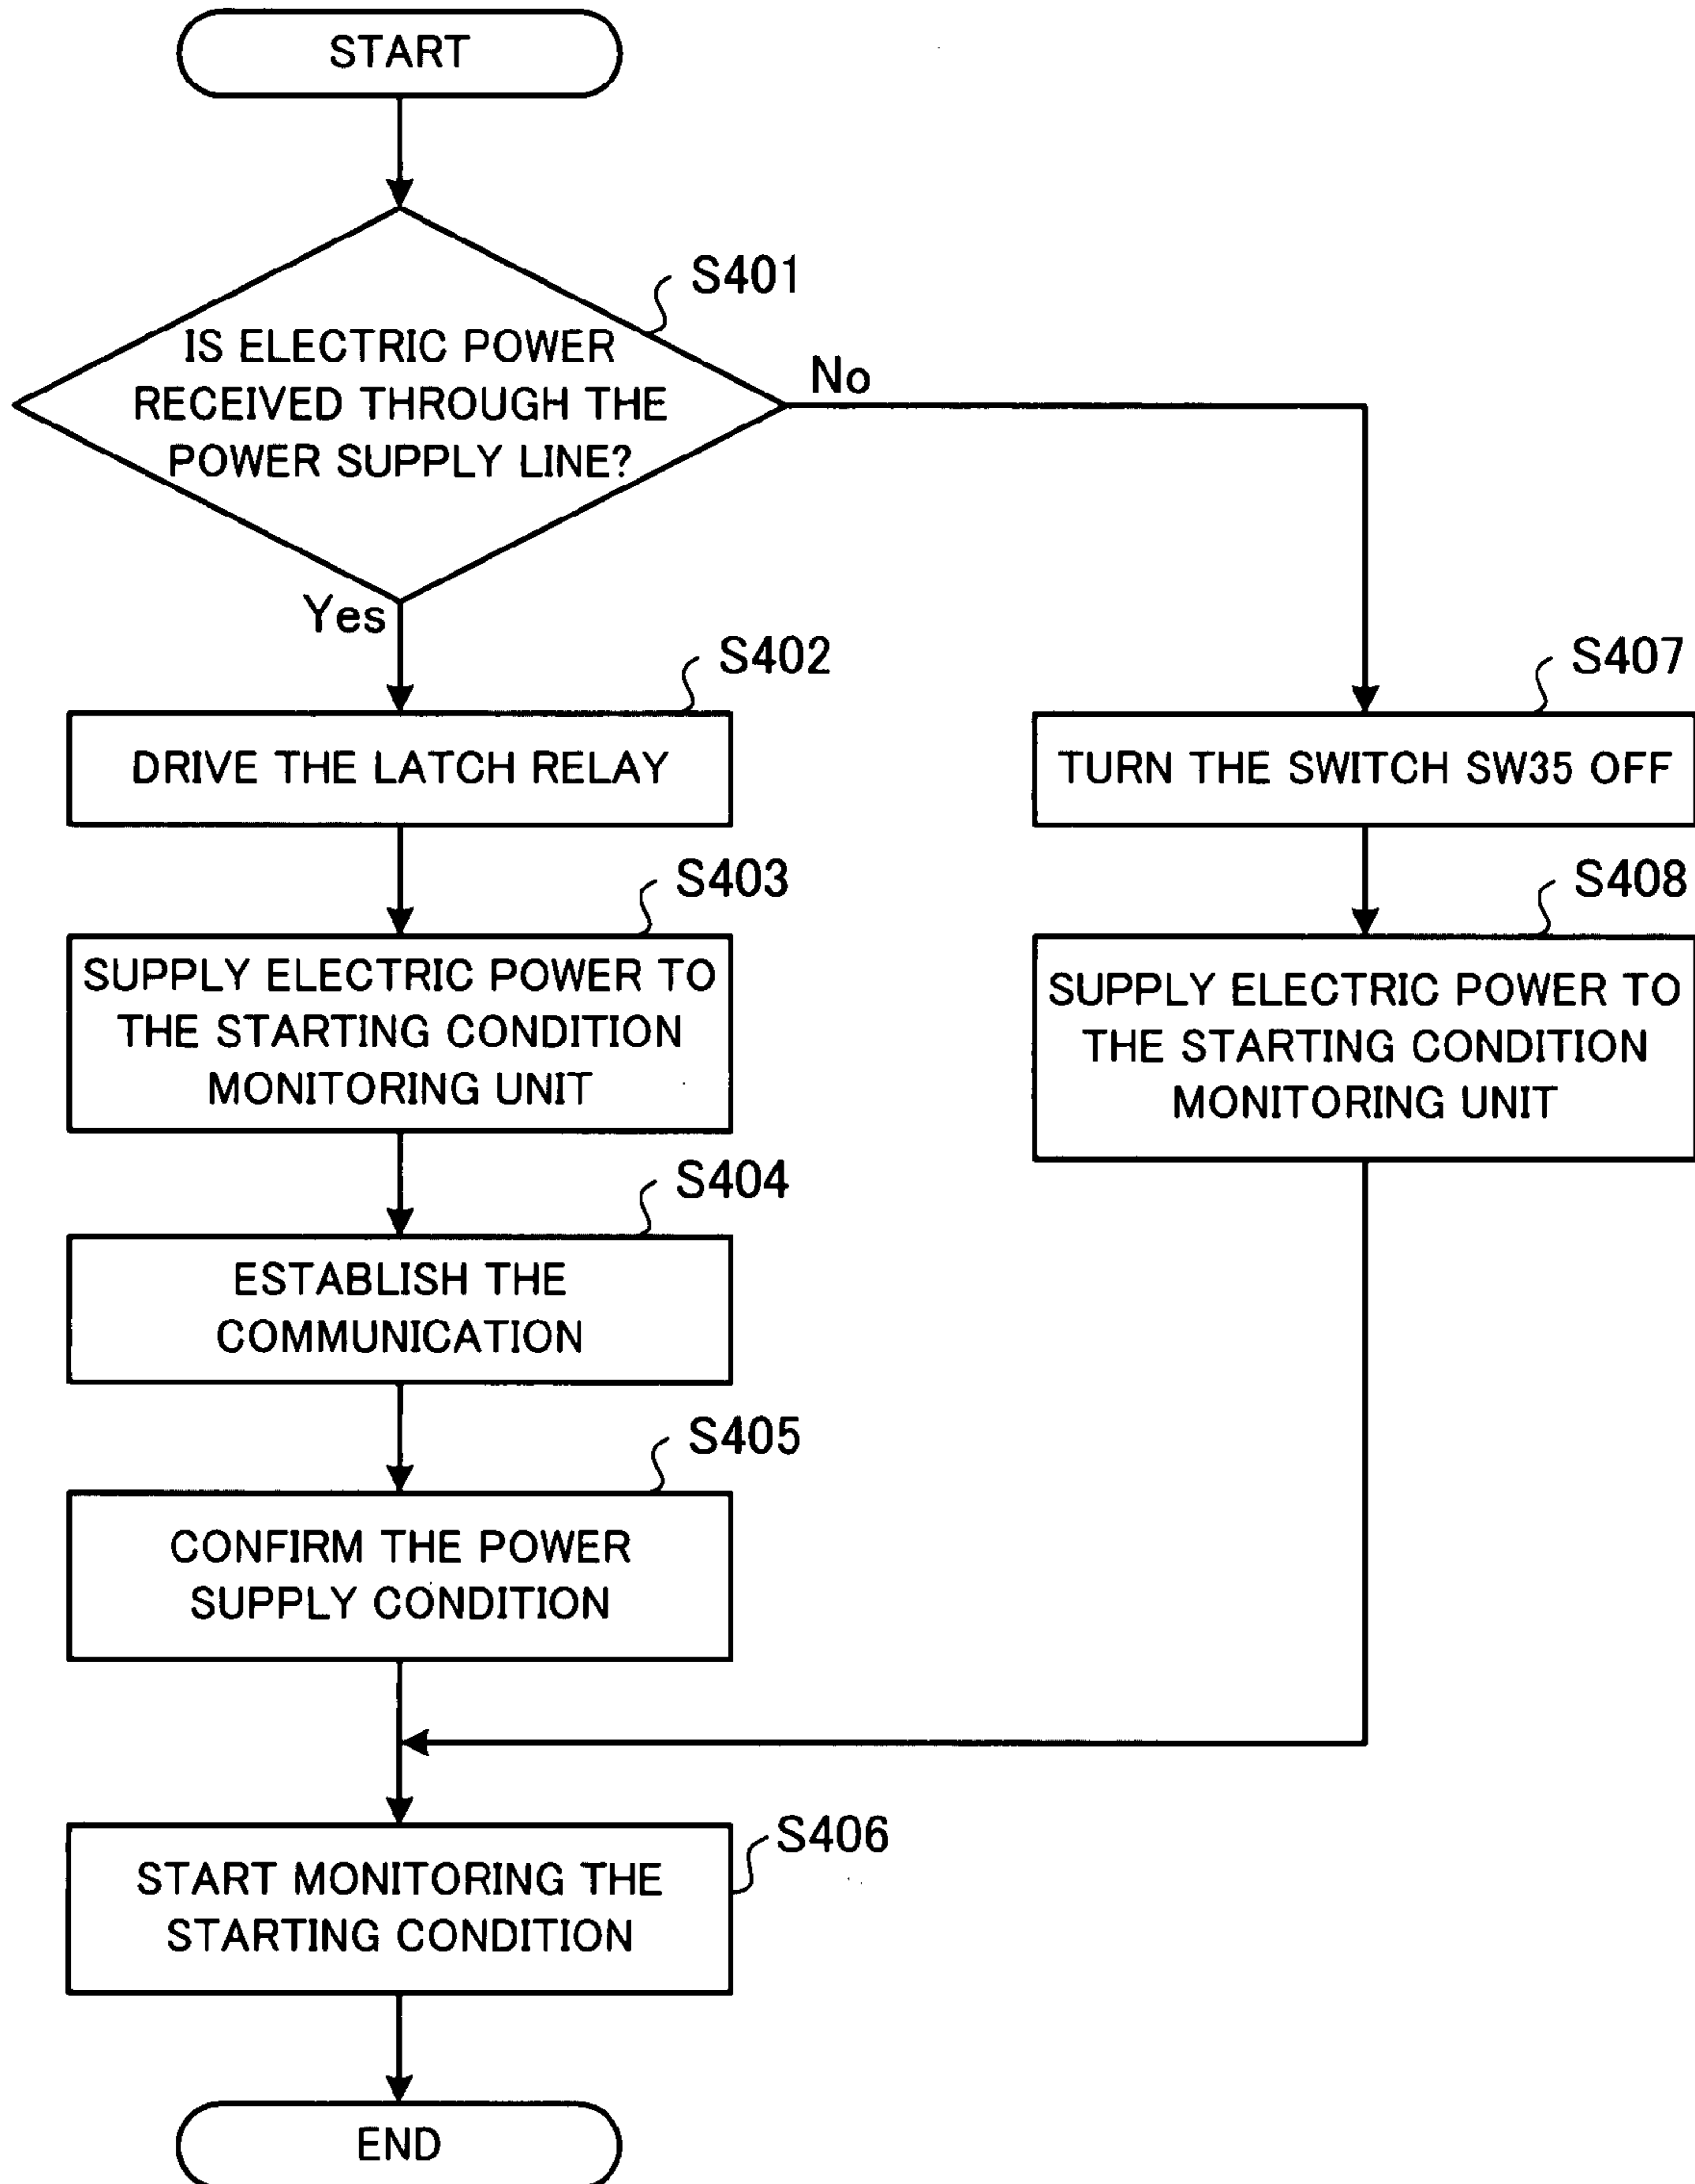 START
S401
IS ELECTRIC POWER
RECEIVED THROUGH THE
POWER SUPPLY LINE?
No
Yes
S402
DRIVE THE LATCH RELAY
S407
TURN THE SWITCH SW35 OFF
S403
SUPPLY ELECTRIC POWER TO
THE STARTING CONDITION
MONITORING UNIT
S408
SUPPLY ELECTRIC POWER TO
THE STARTING CONDITION
MONITORING UNIT
S404
ESTABLISH THE
COMMUNICATION
S405
CONFIRM THE POWER
SUPPLY CONDITION
S406
START MONITORING THE
STARTING CONDITION
END